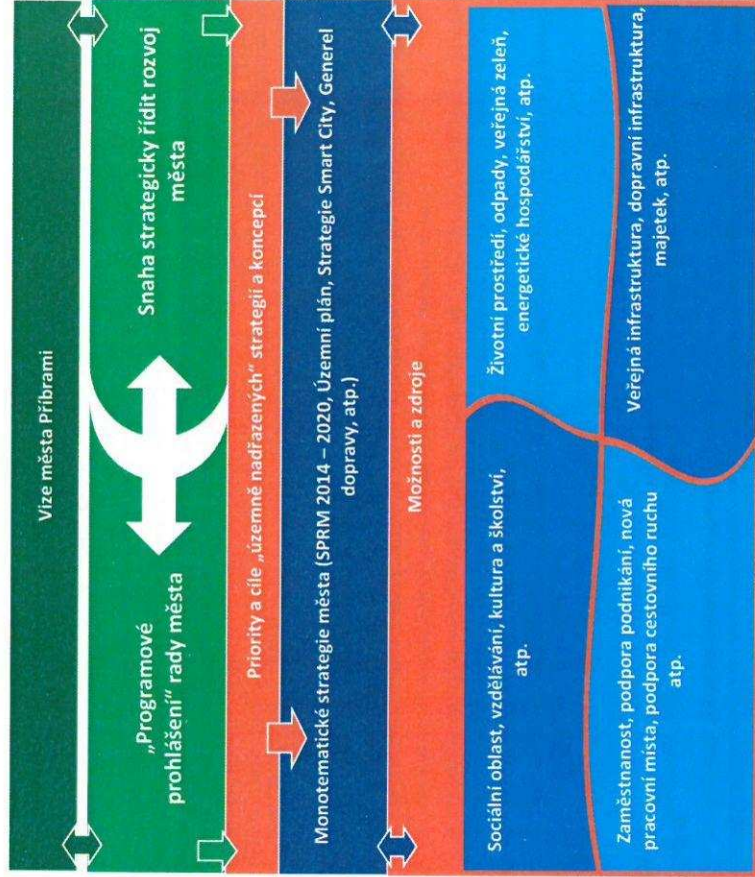 Vize města Příbrami
„Programové
prohlášení“ rady města
Snaha strategicky řídit rozvoj
města
Priority a cíle „územně nadřazených“ strategií a koncepcí
Monotematické strategie města (SPRM 2014 – 2020, Územní plán, Strategie Smart City, Generel
dopravy, atp.)
Možnosti a zdroje
Sociální oblast, vzdělávání, kultura a školství,
atp.
Životní prostředí, odpady, veřejná zeleň,
energetické hospodářství, atp.
Zaměstnanost, podpora podnikání, nová
pracovní místa, podpora cestovního ruchu
atp.
Veřejná infrastruktura, dopravní infrastruktura,
majetek, atp.